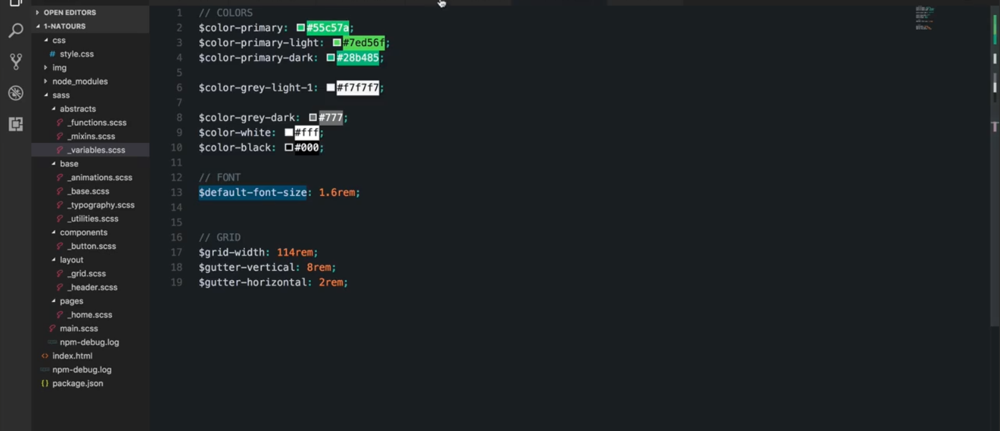 OPEN EDITORS
1-NATOURS
css
# style.css
img
node_modules
sass
abstracts
_functions.scss
_mixins.scss
_variables.scss
base
_animations.scss
_base.scss
_typography.scss
_utilities.scss
components
_button.scss
layout
_grid.scss
_header.scss
pages
_home.scss
main.scss
npm-debug.log
<> index.html
npm-debug.log
{} package.json
1 // COLORS
2 $color-primary: #55c57a;
3 $color-primary-light: #7ed56f;
4 $color-primary-dark: #28b485;
5
6 $color-grey-light-1: #f7f7f7;
7
8 $color-grey-dark: #777;
9 $color-white: #fff;
10 $color-black: #000;
11
12 // FONT
13 $default-font-size: 1.6rem;
14
15
16 // GRID
17 $grid-width: 114rem;
18 $gutter-vertical: 8rem;
19 $gutter-horizontal: 2rem;